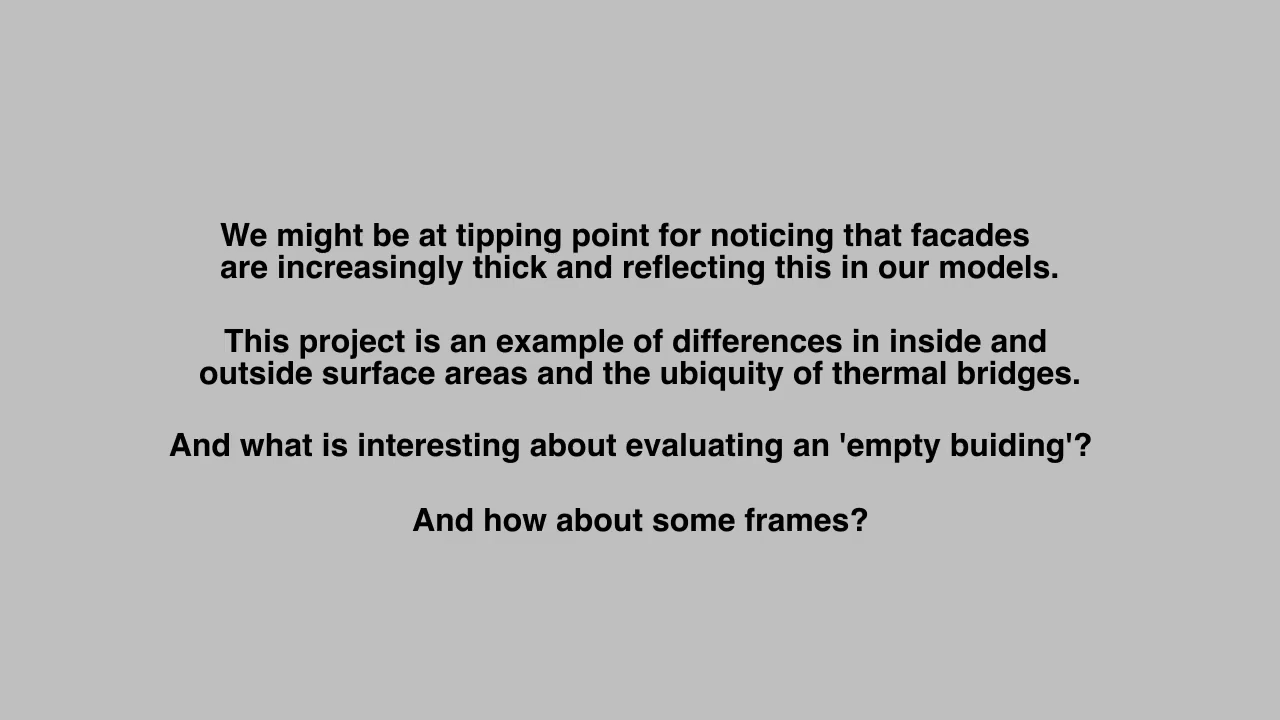 We might be at tipping point for noticing that facades
are increasingly thick and reflecting this in our models.
This project is an example of differences in inside and
outside surface areas and the ubiquity of thermal bridges.
And what is interesting about evaluating an 'empty buiding'?
And how about some frames?